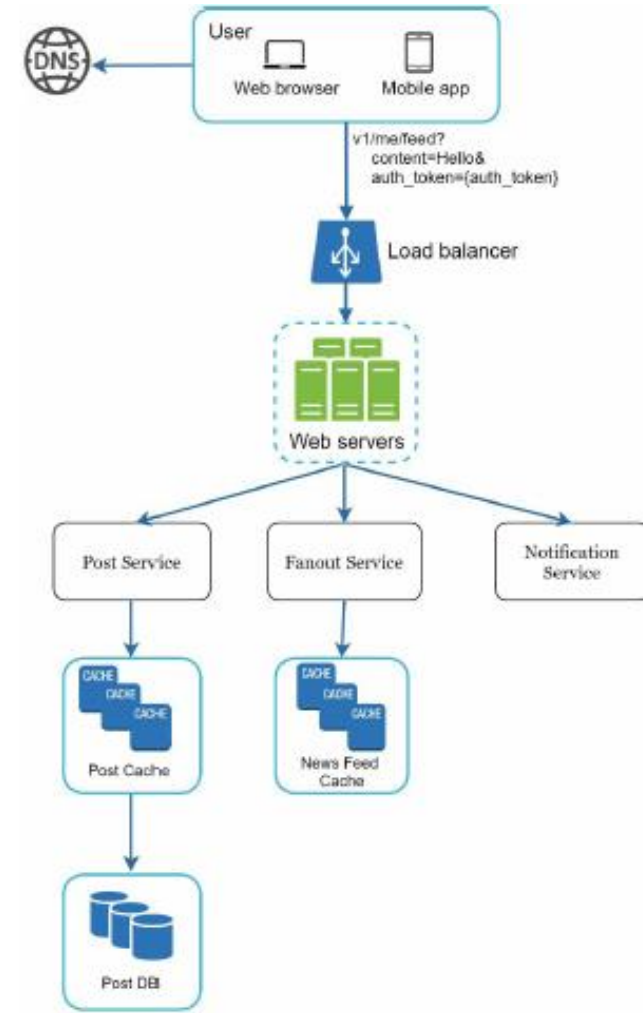 DNS
User
Web browser
Mobile app
v1/me/feed?
content=Hello&
auth_token={auth_token}
Load balancer
Web servers
Post Service
Fanout Service
Notification
Service
CACHE
CACHE
CACHE
Post Cache
CACHE
CACHE
CACHE
News Feed
Cache
Post DB